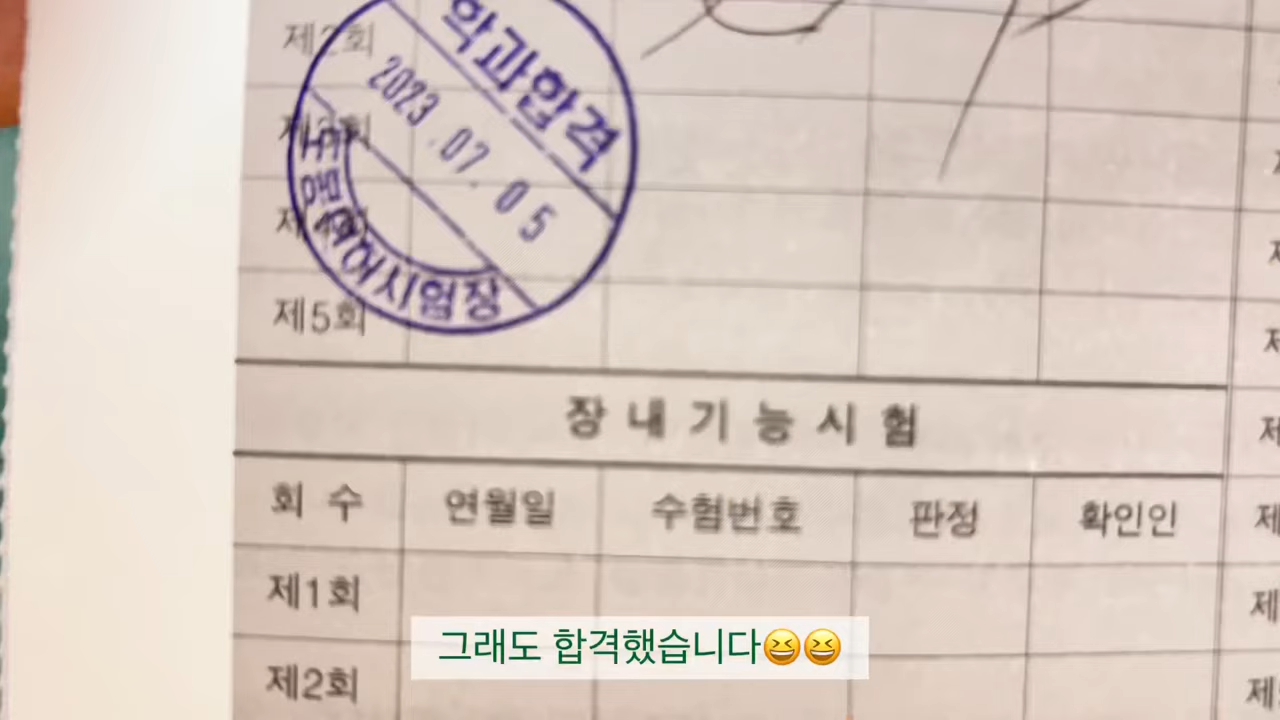 제2회
학과합격
2023.07.05
제3회
제4회
면허시험장
제5회
장내기능시험
회 수 연월일 수험번호 판정 확인인
제1회
그래도 합격했습니다😆😆
제2회